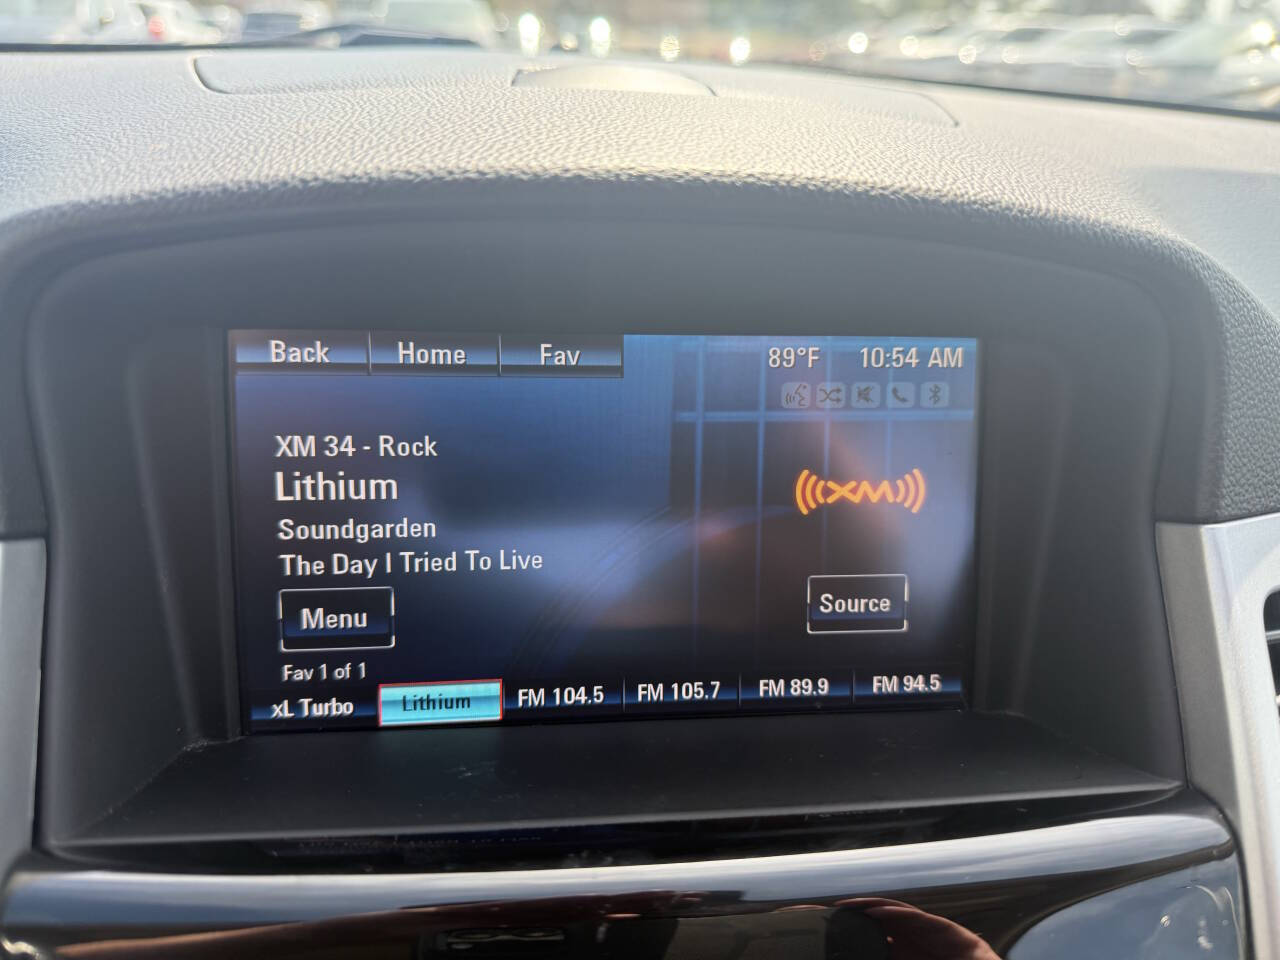 Back Home Fav 89°F 10:54 AM
XM 34 - Rock
Lithium
(((XM)))
Soundgarden
The Day I Tried To Live
Menu Source
Fav 1 of 1
xL Turbo Lithium FM 104.5 FM 105.7 FM 89.9 FM 94.5